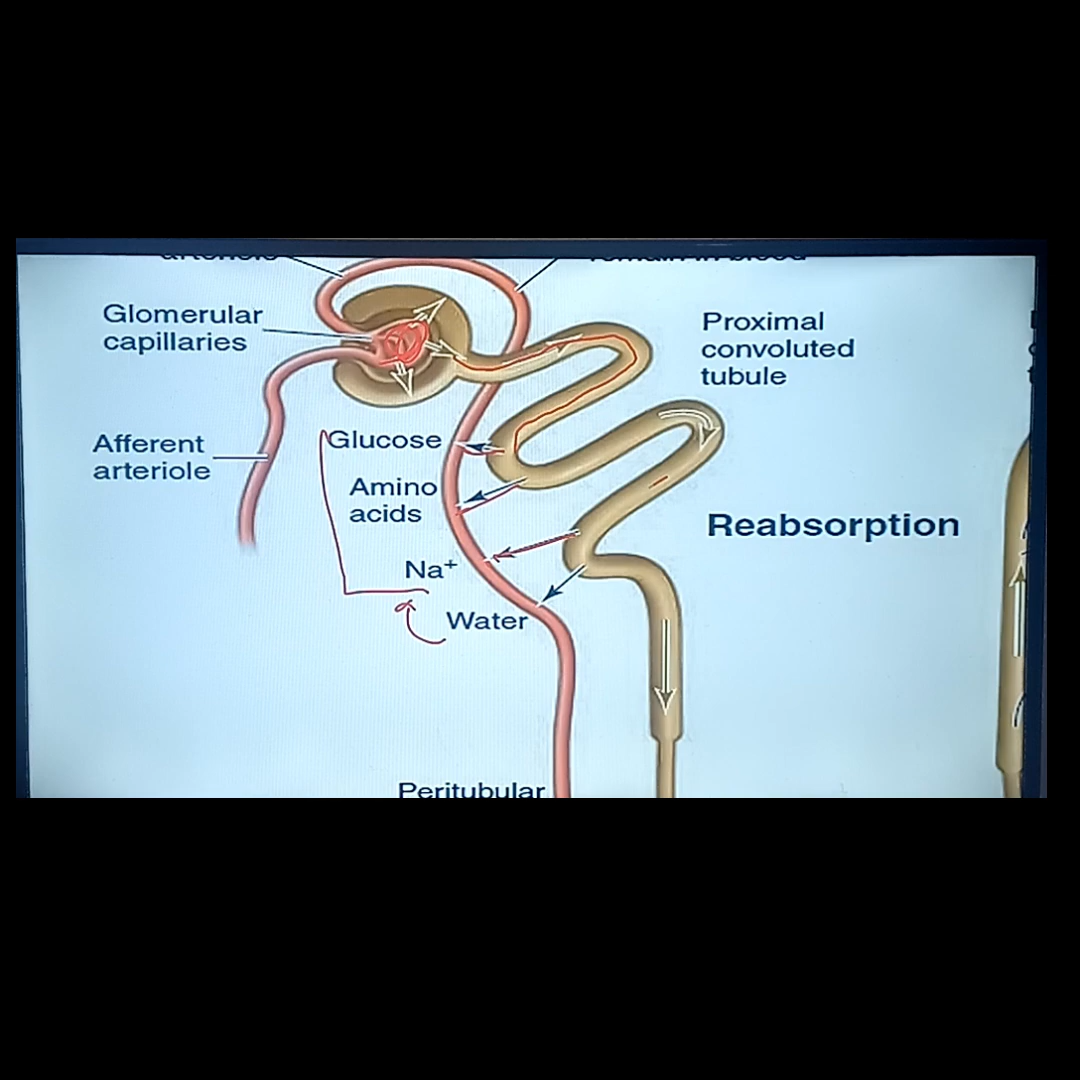 Glomerular
capillaries
Proximal
convoluted
tubule
Afferent
arteriole
Glucose
Amino
acids
Na⁺
Water
Reabsorption
Peritubular